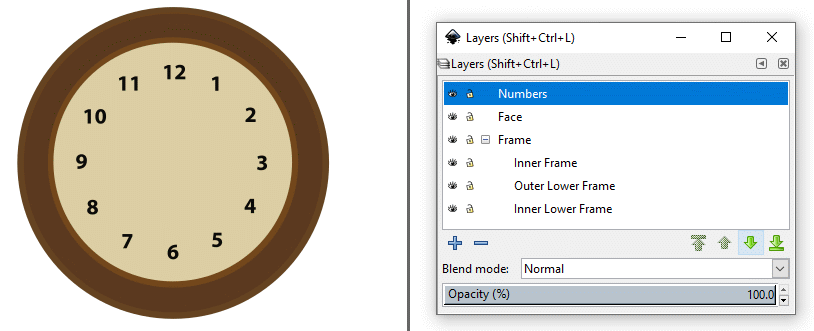 12
11
1
10
2
9
3
8
4
7
5
6
Layers (Shift+Ctrl+L)
Layers (Shift+Ctrl+L)
Numbers
Face
Frame
Inner Frame
Outer Lower Frame
Inner Lower Frame
Blend mode: Normal
Opacity (%) 100.0